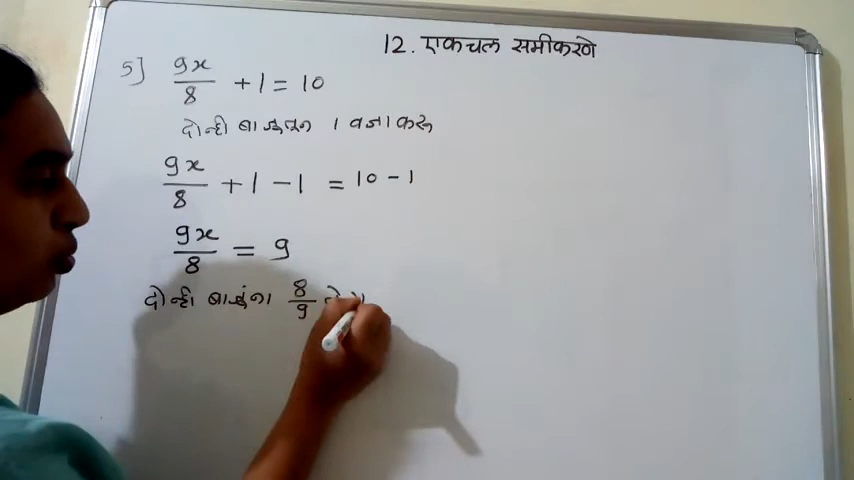 12. एकचल समीकरणे
5] 9x/8 + 1 = 10
दोन्ही बाजूतून 1 वजा करू
9x/8 + 1 - 1 = 10 - 1
9x/8 = 9
दोन्ही बाजूंना 8/9 ने